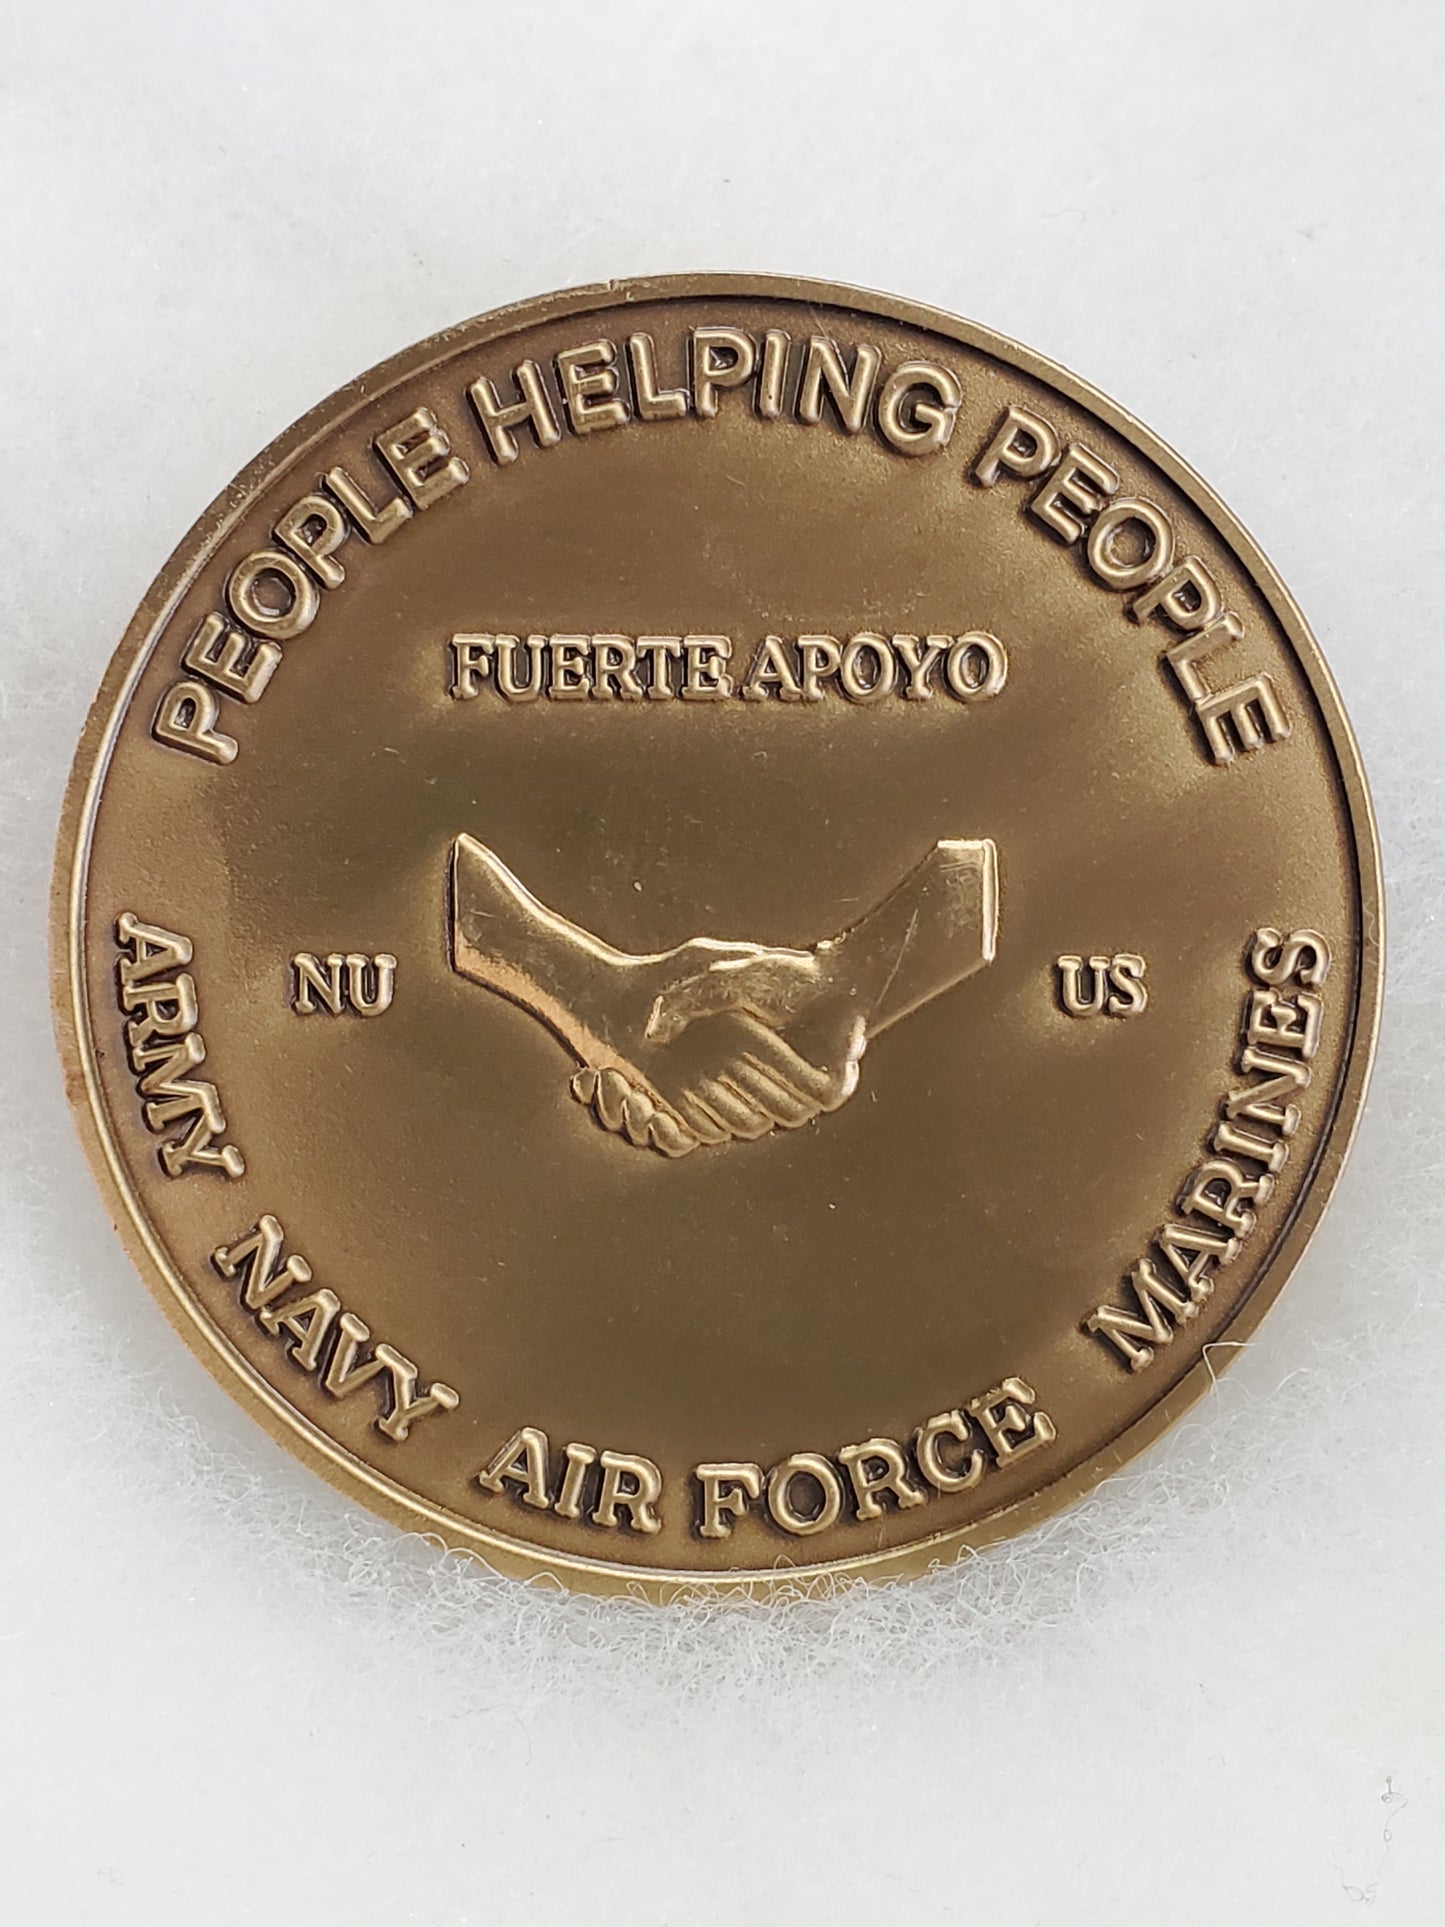 PEOPLE HELPING PEOPLE
FUERTE APOYO
NU
US
ARMY NAVY AIR FORCE MARINES